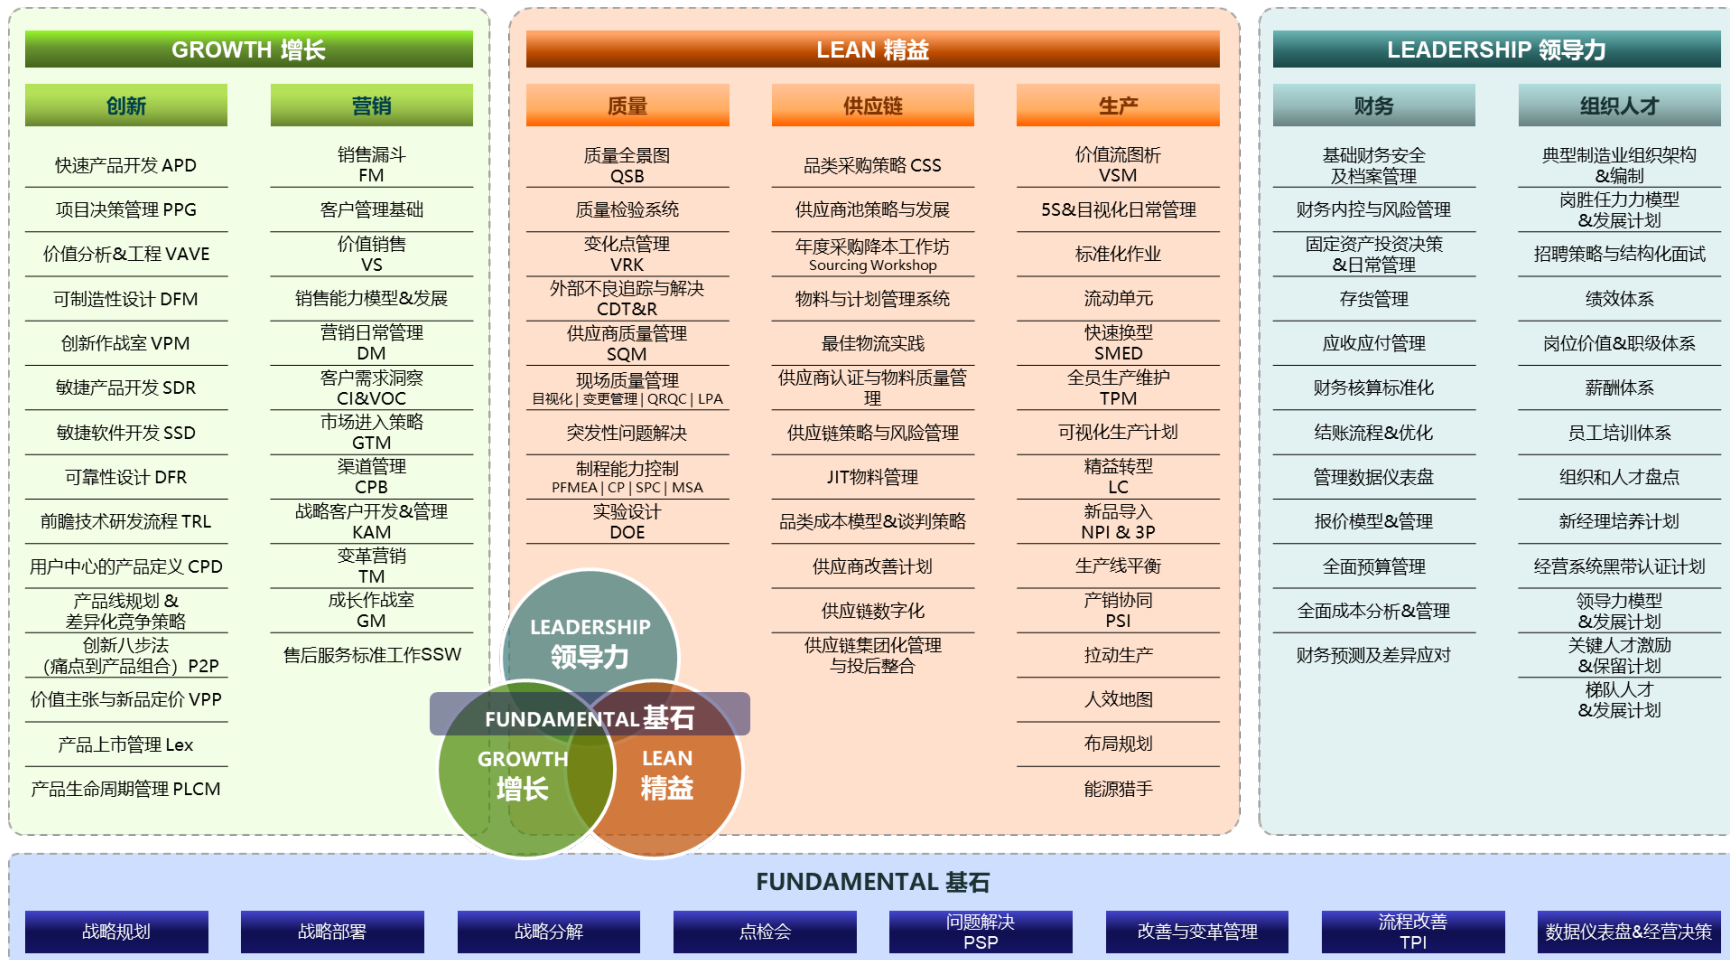 GROWTH 增长
创新
快速产品开发 APD
项目决策管理 PPG
价值分析&工程 VAVE
可制造性设计 DFM
创新作战室 VPM
敏捷产品开发 SDR
敏捷软件开发 SSD
可靠性设计 DFR
前瞻技术研发流程 TRL
用户中心的产品定义 CPD
产品线规划 &
差异化竞争策略
创新八步法
（痛点到产品组合）P2P
价值主张与新品定价 VPP
产品上市管理 Lex
产品生命周期管理 PLCM
营销
销售漏斗
FM
客户管理基础
价值销售
VS
销售能力模型&发展
营销日常管理
DM
客户需求洞察
CI&VOC
市场进入策略
GTM
渠道管理
CPB
战略客户开发&管理
KAM
变革营销
TM
成长作战室
GM
售后服务标准工作SSW
LEAN 精益
质量
质量全景图
QSB
质量检验系统
变化点管理
VRK
外部不良追踪与解决
CDT&R
供应商质量管理
SQM
现场质量管理
目视化 | 变更管理 | QRQC | LPA
突发性问题解决
制程能力控制
PFMEA | CP | SPC | MSA
实验设计
DOE
供应链
品类采购策略 CSS
供应商池策略与发展
年度采购降本工作坊
Sourcing Workshop
物料与计划管理系统
最佳物流实践
供应商认证与物料质量管
理
供应链策略与风险管理
JIT物料管理
品类成本模型&谈判策略
供应商改善计划
供应链数字化
供应链集团化管理
与投后整合
生产
价值流图析
VSM
5S&目视化日常管理
标准化作业
流动单元
快速换型
SMED
全员生产维护
TPM
可视化生产计划
精益转型
LC
新品导入
NPI & 3P
生产线平衡
产销协同
PSI
拉动生产
人效地图
布局规划
能源猎手
LEADERSHIP 领导力
财务
基础财务安全
及档案管理
财务内控与风险管理
固定资产投资决策
&日常管理
存货管理
应收应付管理
财务核算标准化
结账流程&优化
管理数据仪表盘
报价模型&管理
全面预算管理
全面成本分析&管理
财务预测及差异应对
组织人才
典型制造业组织架构
&编制
岗胜任力力模型
&发展计划
招聘策略与结构化面试
绩效体系
岗位价值&职级体系
薪酬体系
员工培训体系
组织和人才盘点
新经理培养计划
经营系统黑带认证计划
领导力模型
&发展计划
关键人才激励
&保留计划
梯队人才
&发展计划
LEADERSHIP
领导力
FUNDAMENTAL 基石
GROWTH
增长
LEAN
精益
FUNDAMENTAL 基石
战略规划
战略部署
战略分解
点检会
问题解决
PSP
改善与变革管理
流程改善
TPI
数据仪表盘&经营决策